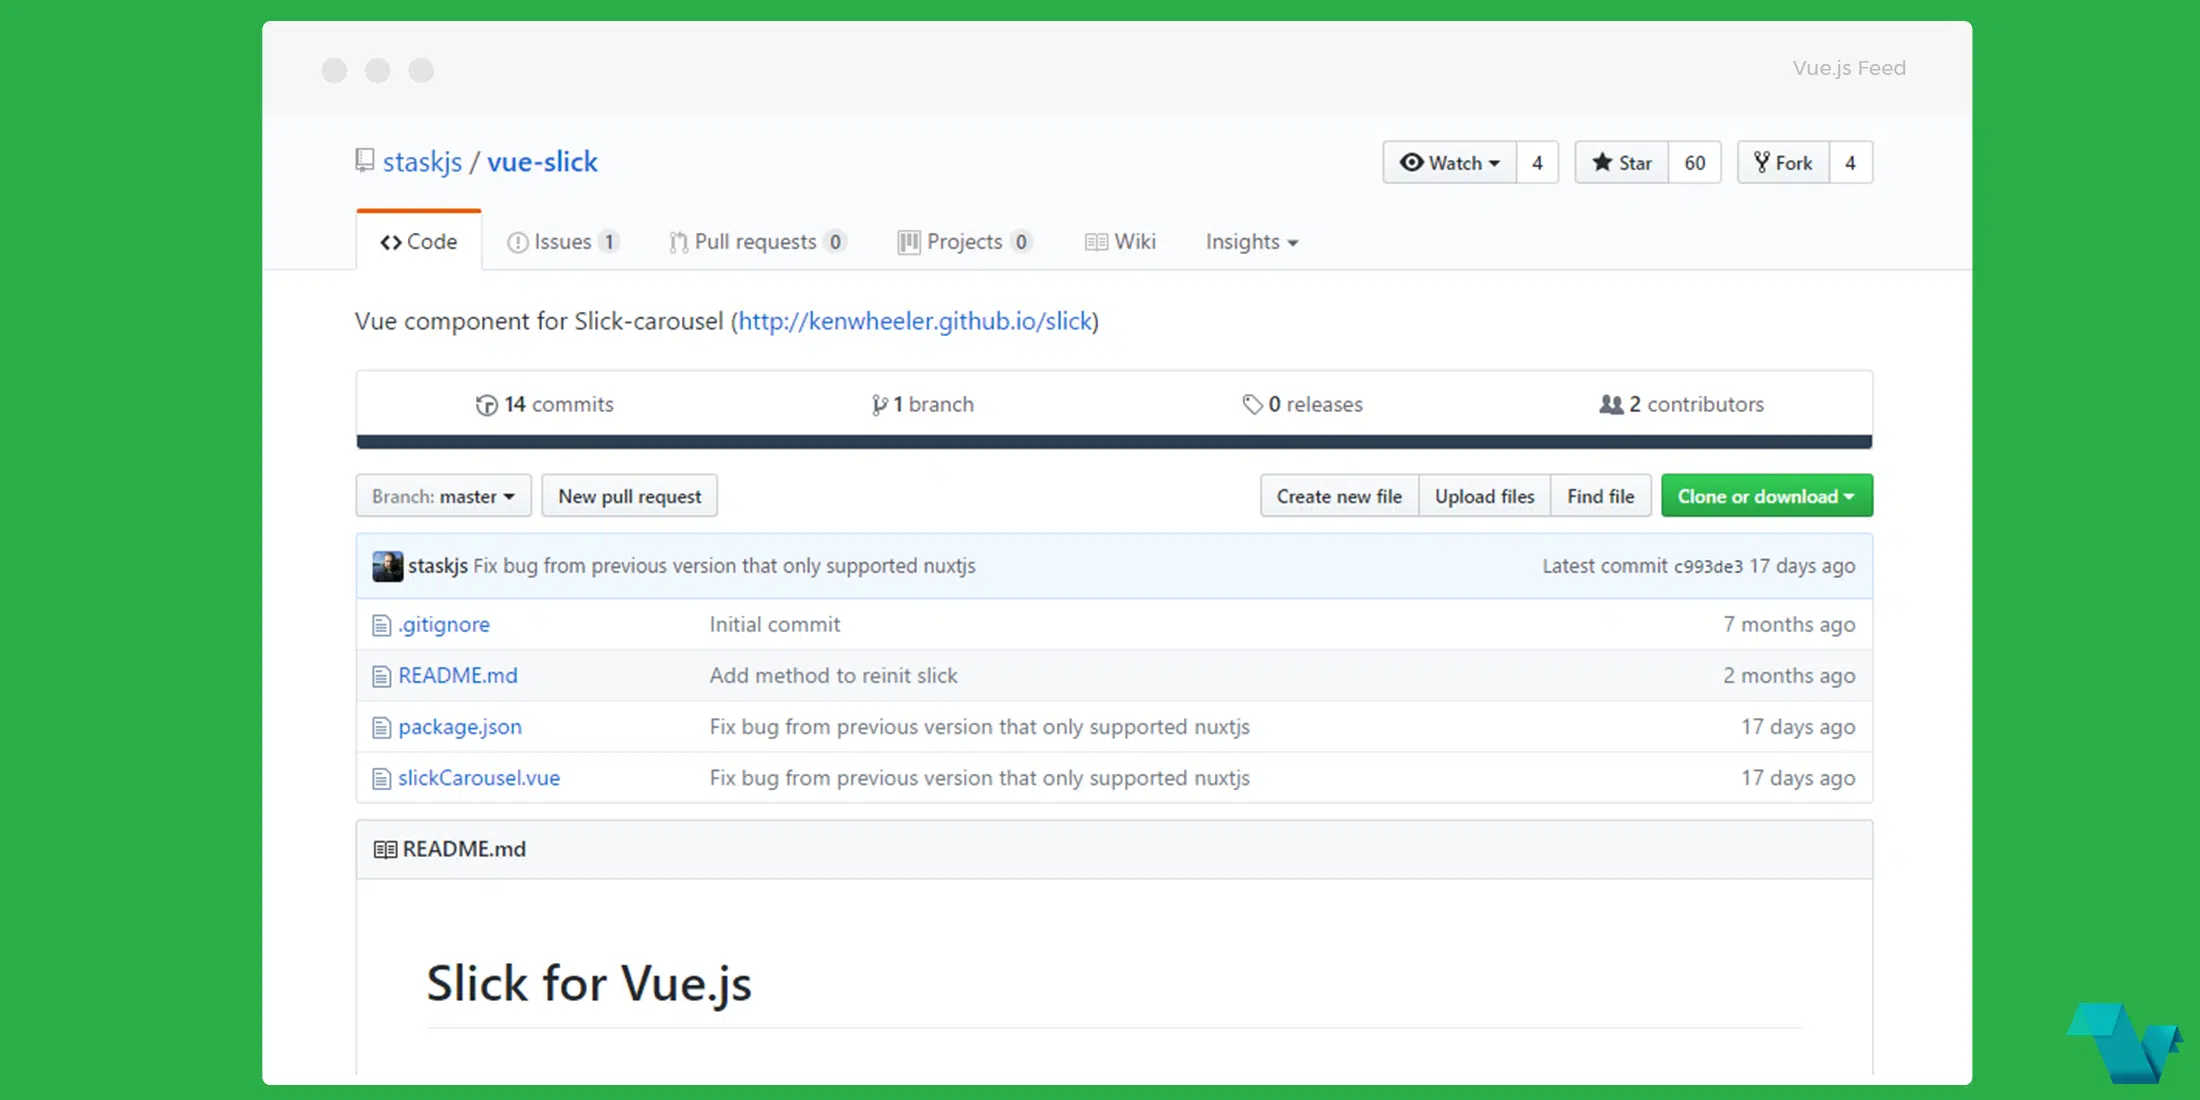 Vue.js Feed
staskjs / vue-slick
Watch 4 Star 60 Fork 4
Code Issues 1 Pull requests 0 Projects 0 Wiki Insights
Vue component for Slick-carousel (http://kenwheeler.github.io/slick)
14 commits 1 branch 0 releases 2 contributors
Branch: master New pull request Create new file Upload files Find file Clone or download
staskjs Fix bug from previous version that only supported nuxtjs Latest commit c993de3 17 days ago
.gitignore Initial commit 7 months ago
README.md Add method to reinit slick 2 months ago
package.json Fix bug from previous version that only supported nuxtjs 17 days ago
slickCarousel.vue Fix bug from previous version that only supported nuxtjs 17 days ago
README.md
Slick for Vue.js